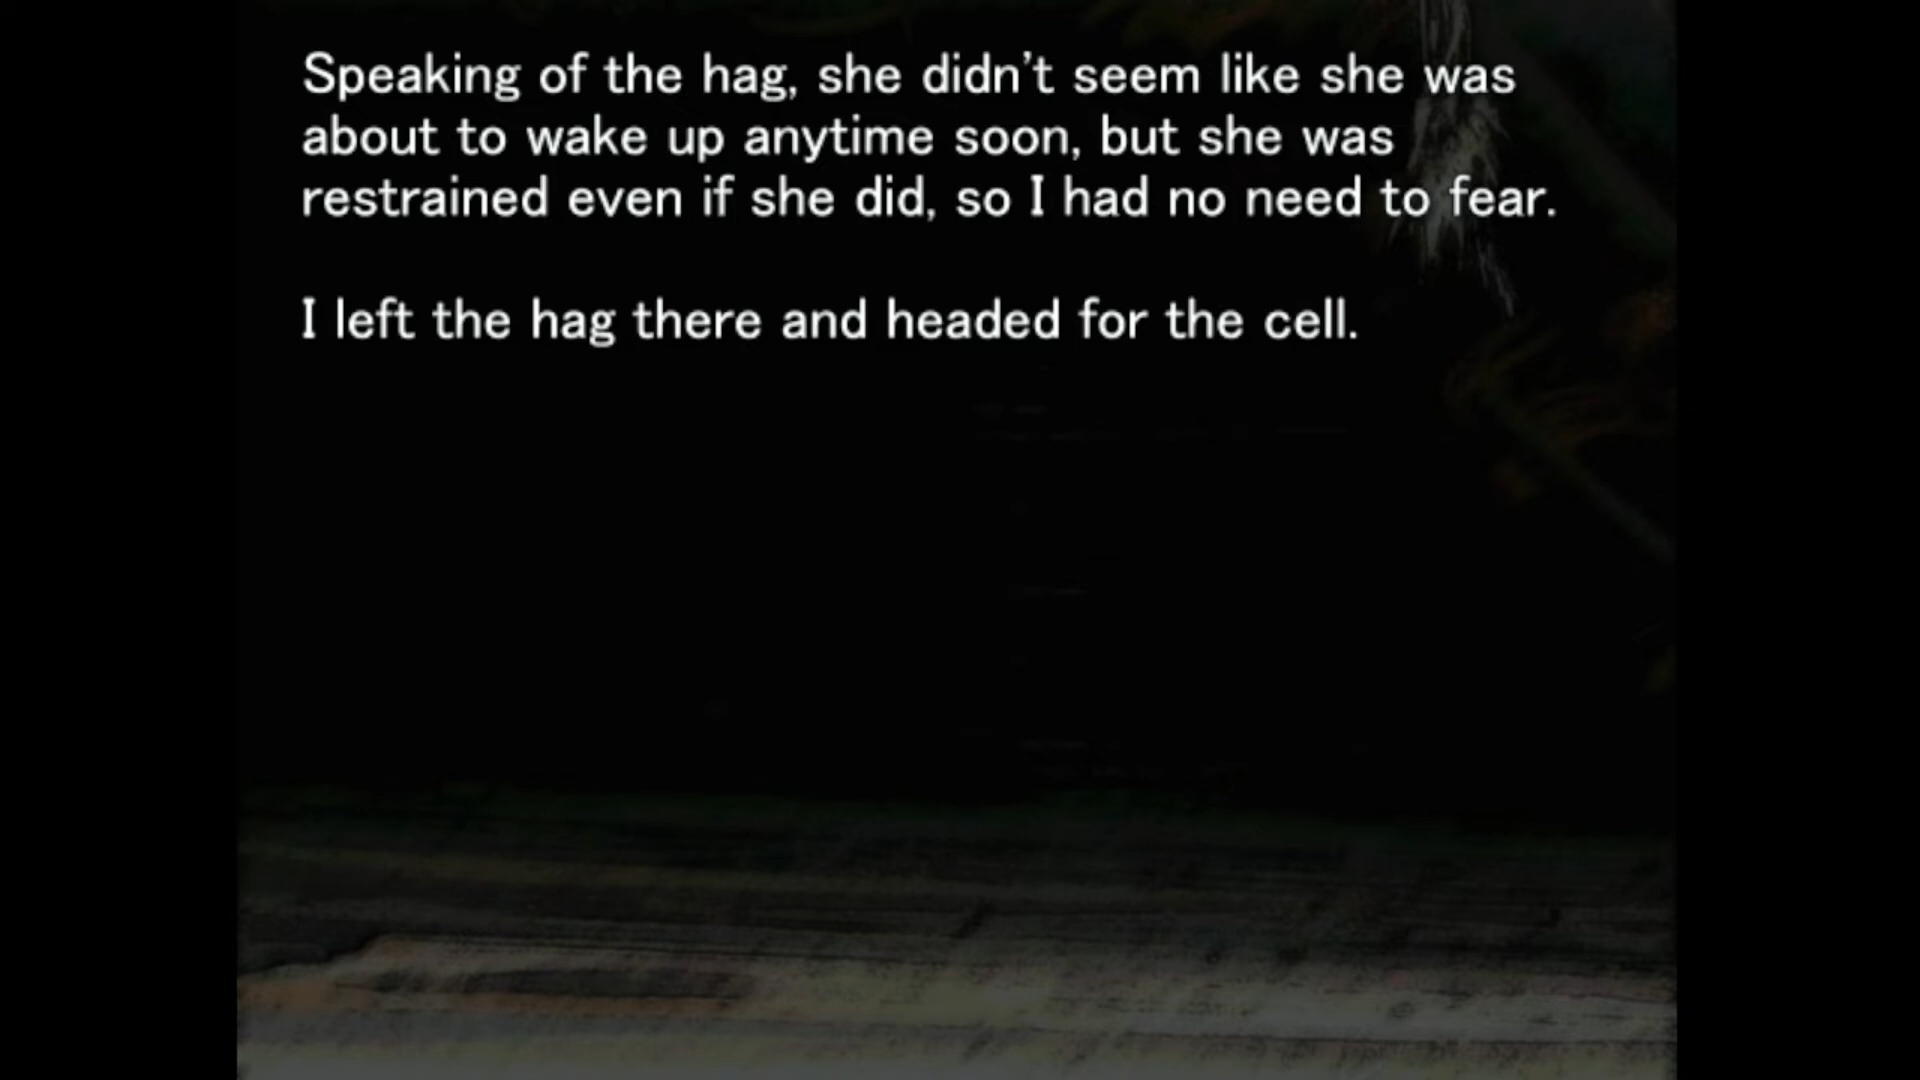 Speaking of the hag, she didn't seem like she was
about to wake up anytime soon, but she was
restrained even if she did, so I had no need to fear.
I left the hag there and headed for the cell.